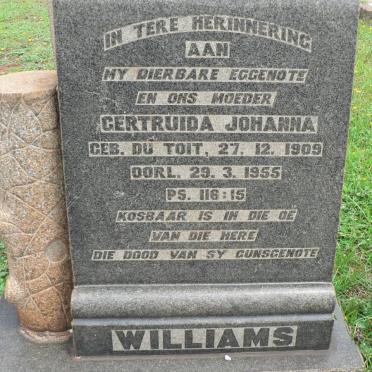 IN TERE HERINNERING
AAN
MY DIERBARE EGGENOTE
EN ONS MOEDER
GERTRUIDA JOHANNA
GEB. DU TOIT, 27. 12. 1909
OORL. 29. 3. 1955
PS. 116:15
KOSBAAR IS IN DIE OË
VAN DIE HERE
DIE DOOD VAN SY GUNSGENOTE
WILLIAMS